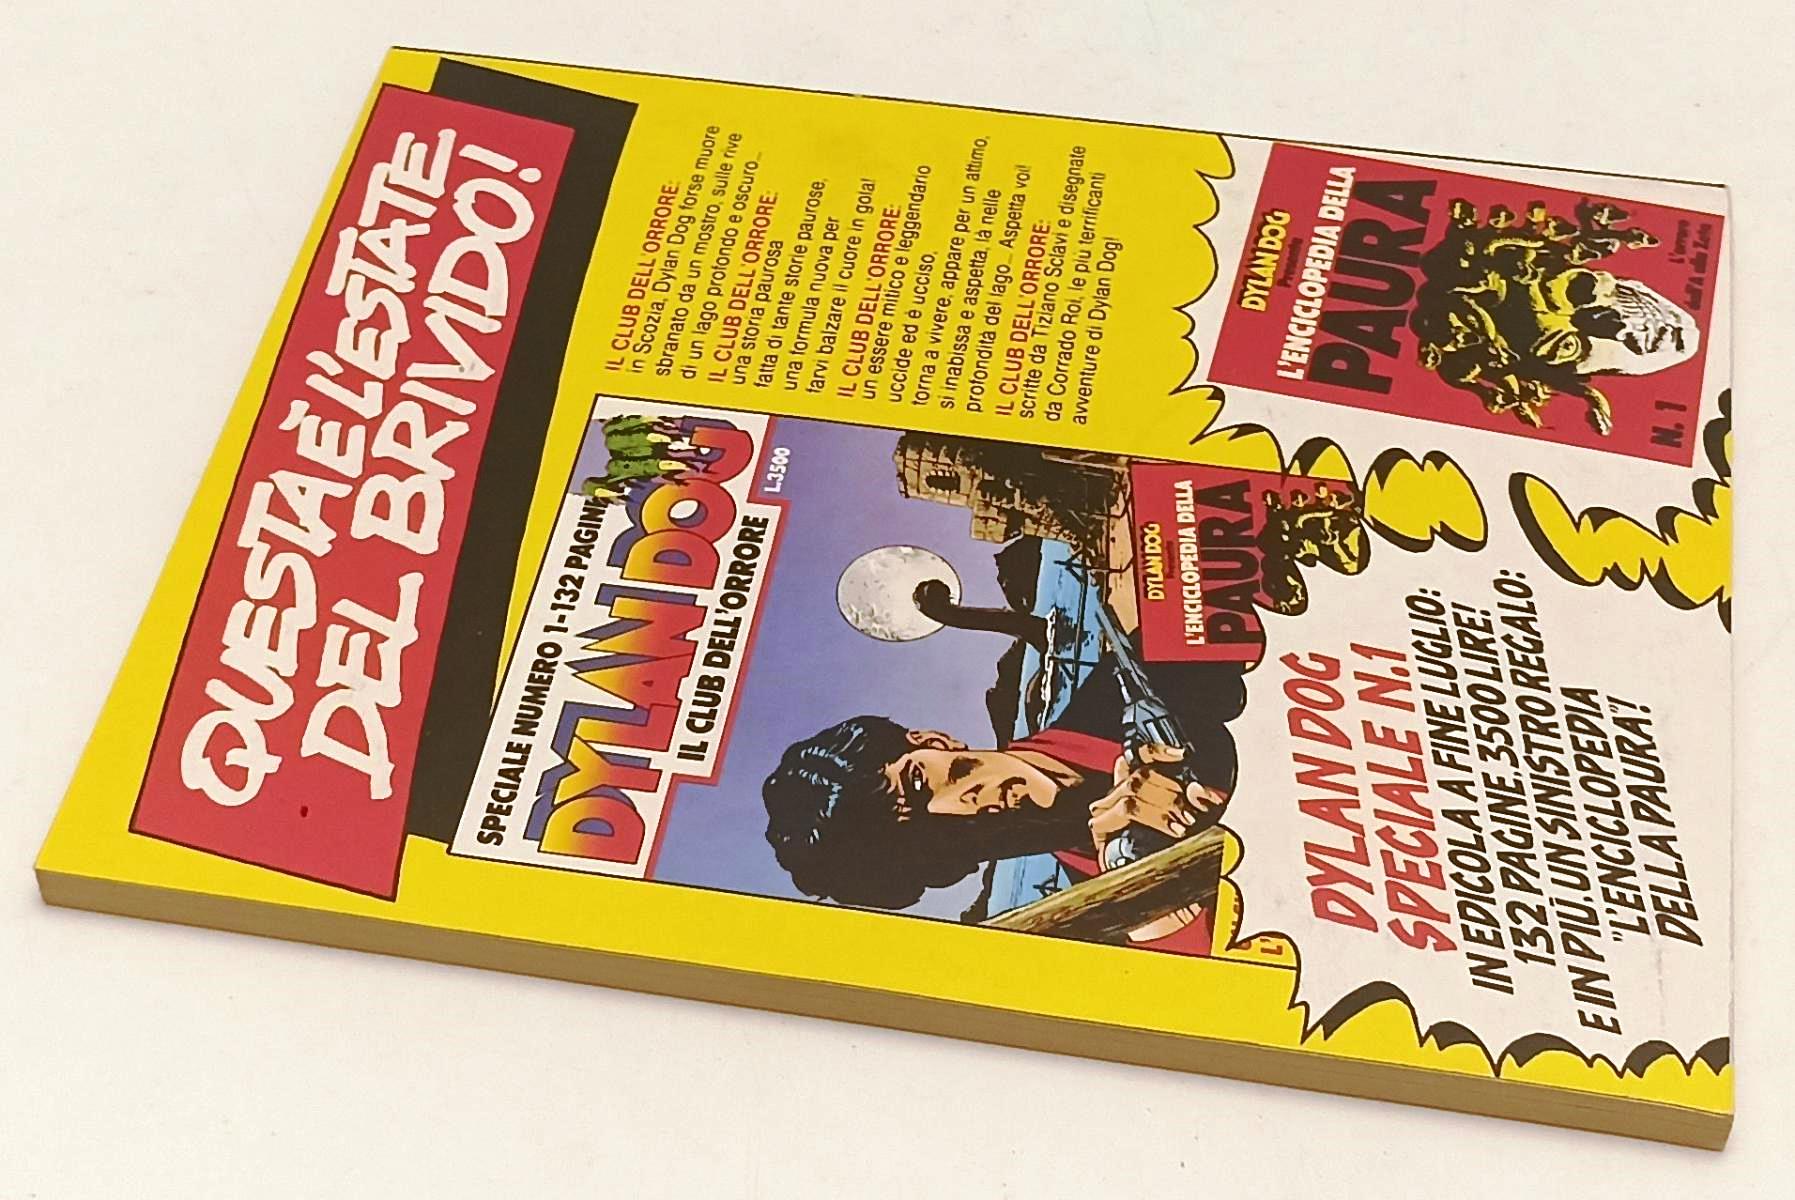 QUESTA È L'ESTATE
DEL BRIVIDO!
SPECIALE NUMERO 1-132 PAGINE
DYLAN DOG
IL CLUB DELL'ORRORE
L.3500
DYLAN DOG
Presenta
L'ENCICLOPEDIA DELLA
PAURA
IL CLUB DELL'ORRORE:
in Scozia, Dylan Dog forse muore
sbranato da un mostro, sulle rive
di un lago profondo e oscuro...
IL CLUB DELL'ORRORE:
una storia paurosa
fatta di tante storie paurose,
una formula nuova per
farvi balzare il cuore in gola!
IL CLUB DELL'ORRORE:
un essere mitico e leggendario
uccide ed è ucciso,
torna a vivere, appare per un attimo,
si inabissa e aspetta, là nelle
profondità del lago... Aspetta voi!
IL CLUB DELL'ORRORE:
scritte da Tiziano Sclavi e disegnate
da Corrado Roi, le più terrificanti
avventure di Dylan Dog!
DYLAN DOG
SPECIALE N.1
IN EDICOLA A FINE LUGLIO:
132 PAGINE, 3500 LIRE!
E IN PIÙ, UN SINISTRO REGALO:
"L'ENCICLOPEDIA
DELLA PAURA"!
DYLAN DOG
Presenta
L'ENCICLOPEDIA DELLA
PAURA
N. 1
L'orrore
dall'A alla Zeta